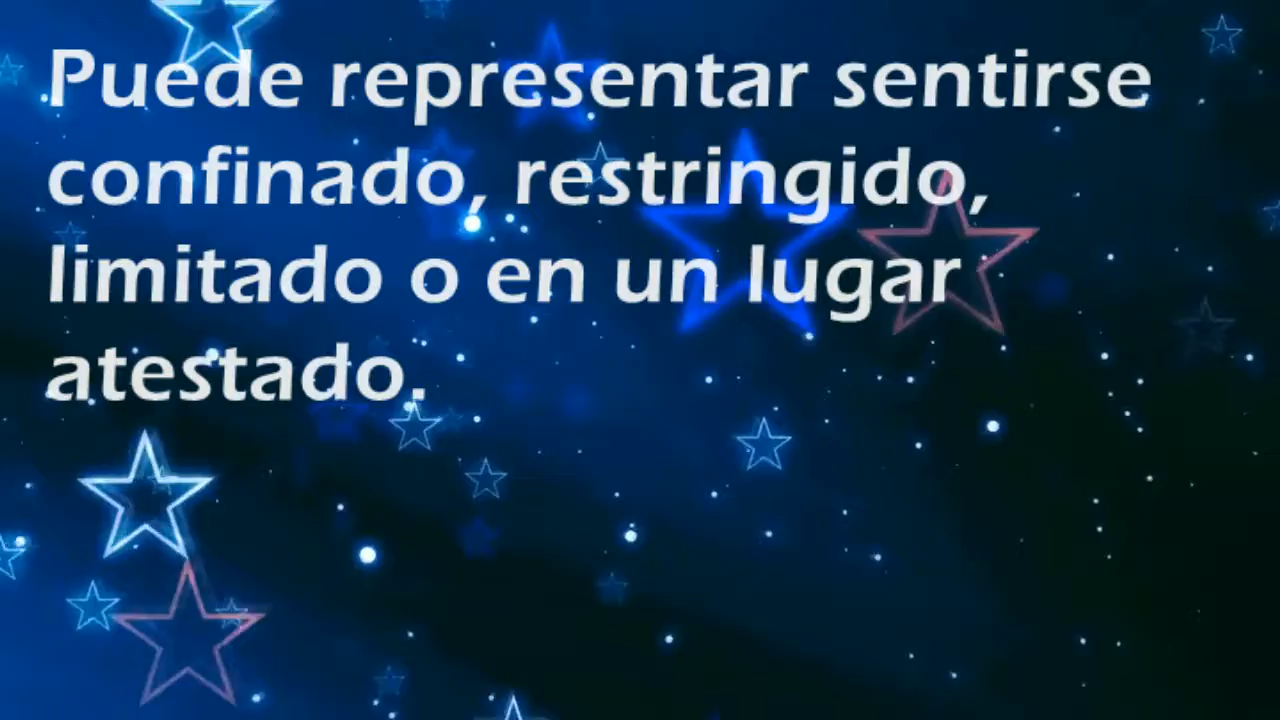 Puede representar sentirse
confinado, restringido,
limitado o en un lugar
atestado.